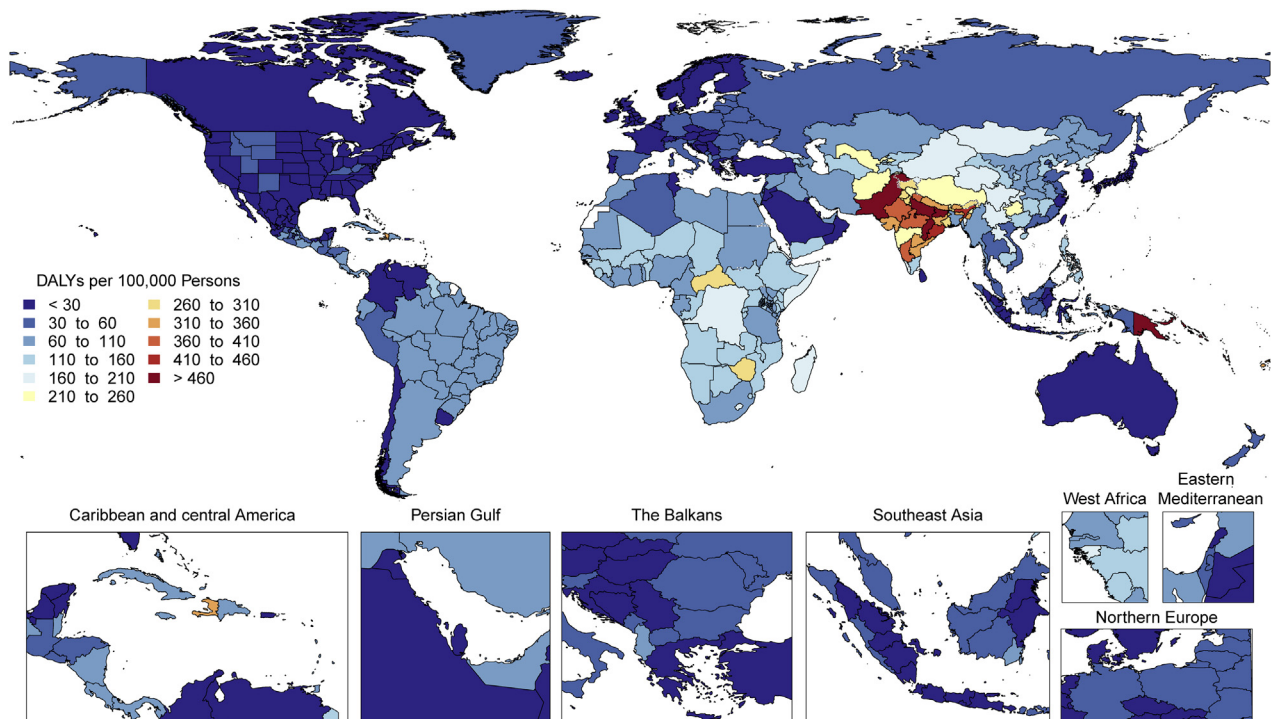 DALYs per 100,000 Persons
< 30
30 to 60
60 to 110
110 to 160
160 to 210
210 to 260
260 to 310
310 to 360
360 to 410
410 to 460
> 460
Caribbean and central America
Persian Gulf
The Balkans
Southeast Asia
West Africa
Eastern
Mediterranean
Northern Europe